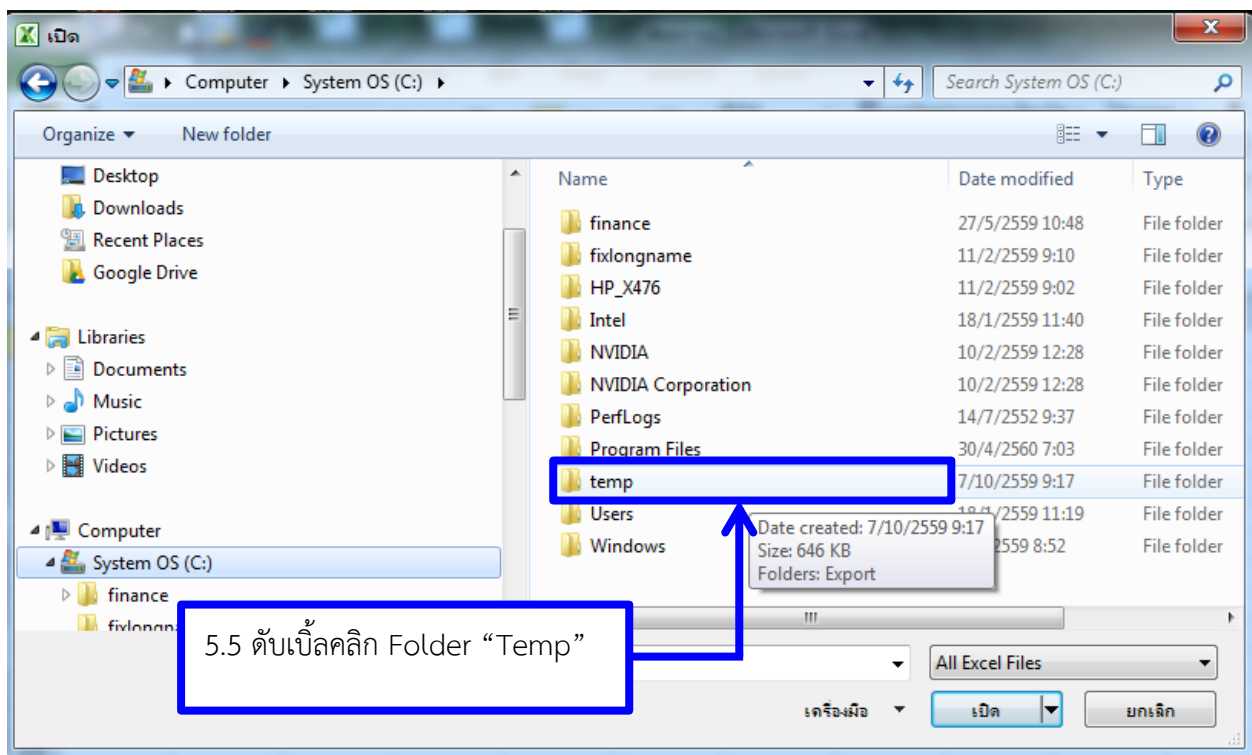 เปิด
Computer System OS (C:)
Search System OS (C:)
Organize New folder
Desktop
Downloads
Recent Places
Google Drive
Libraries
Documents
Music
Pictures
Videos
Computer
System OS (C:)
finance
Name Date modified Type
finance 27/5/2559 10:48 File folder
fixlongname 11/2/2559 9:10 File folder
HP_X476 11/2/2559 9:02 File folder
Intel 18/1/2559 11:40 File folder
NVIDIA 10/2/2559 12:28 File folder
NVIDIA Corporation 10/2/2559 12:28 File folder
PerfLogs 14/7/2552 9:37 File folder
Program Files 30/4/2560 7:03 File folder
temp 7/10/2559 9:17 File folder
Users 11:19 File folder
Windows 2559 8:52 File folder
Date created: 7/10/2559 9:17
Size: 646 KB
Folders: Export
5.5 ดับเบิ้ลคลิก Folder “Temp”
All Excel Files
เครื่องมือ เปิด ยกเลิก